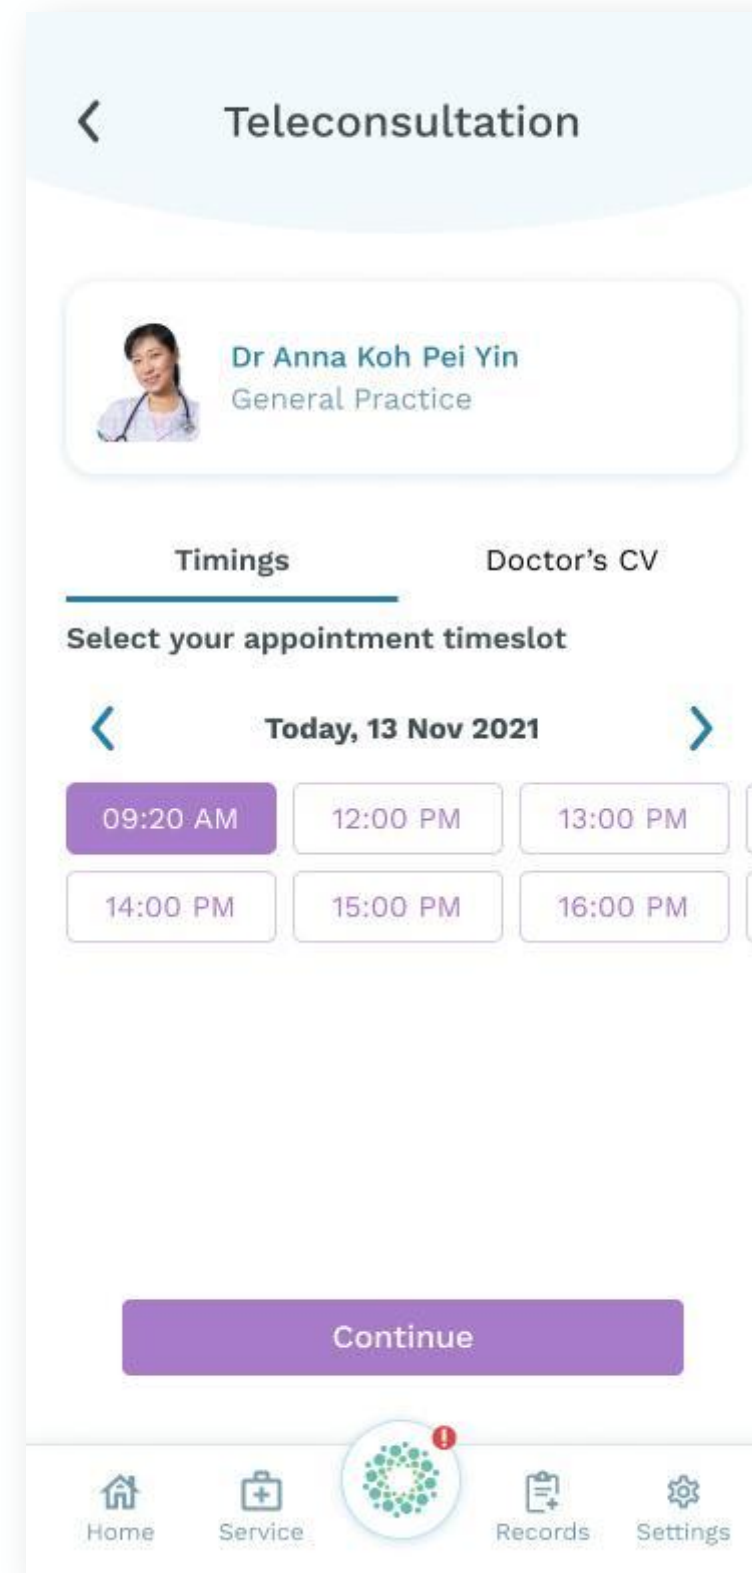 Teleconsultation
Dr Anna Koh Pei Yin
General Practice
Timings Doctor's CV
Select your appointment timeslot
Today, 13 Nov 2021
09:20 AM 12:00 PM 13:00 PM
14:00 PM 15:00 PM 16:00 PM
Continue
Home Service Records Settings